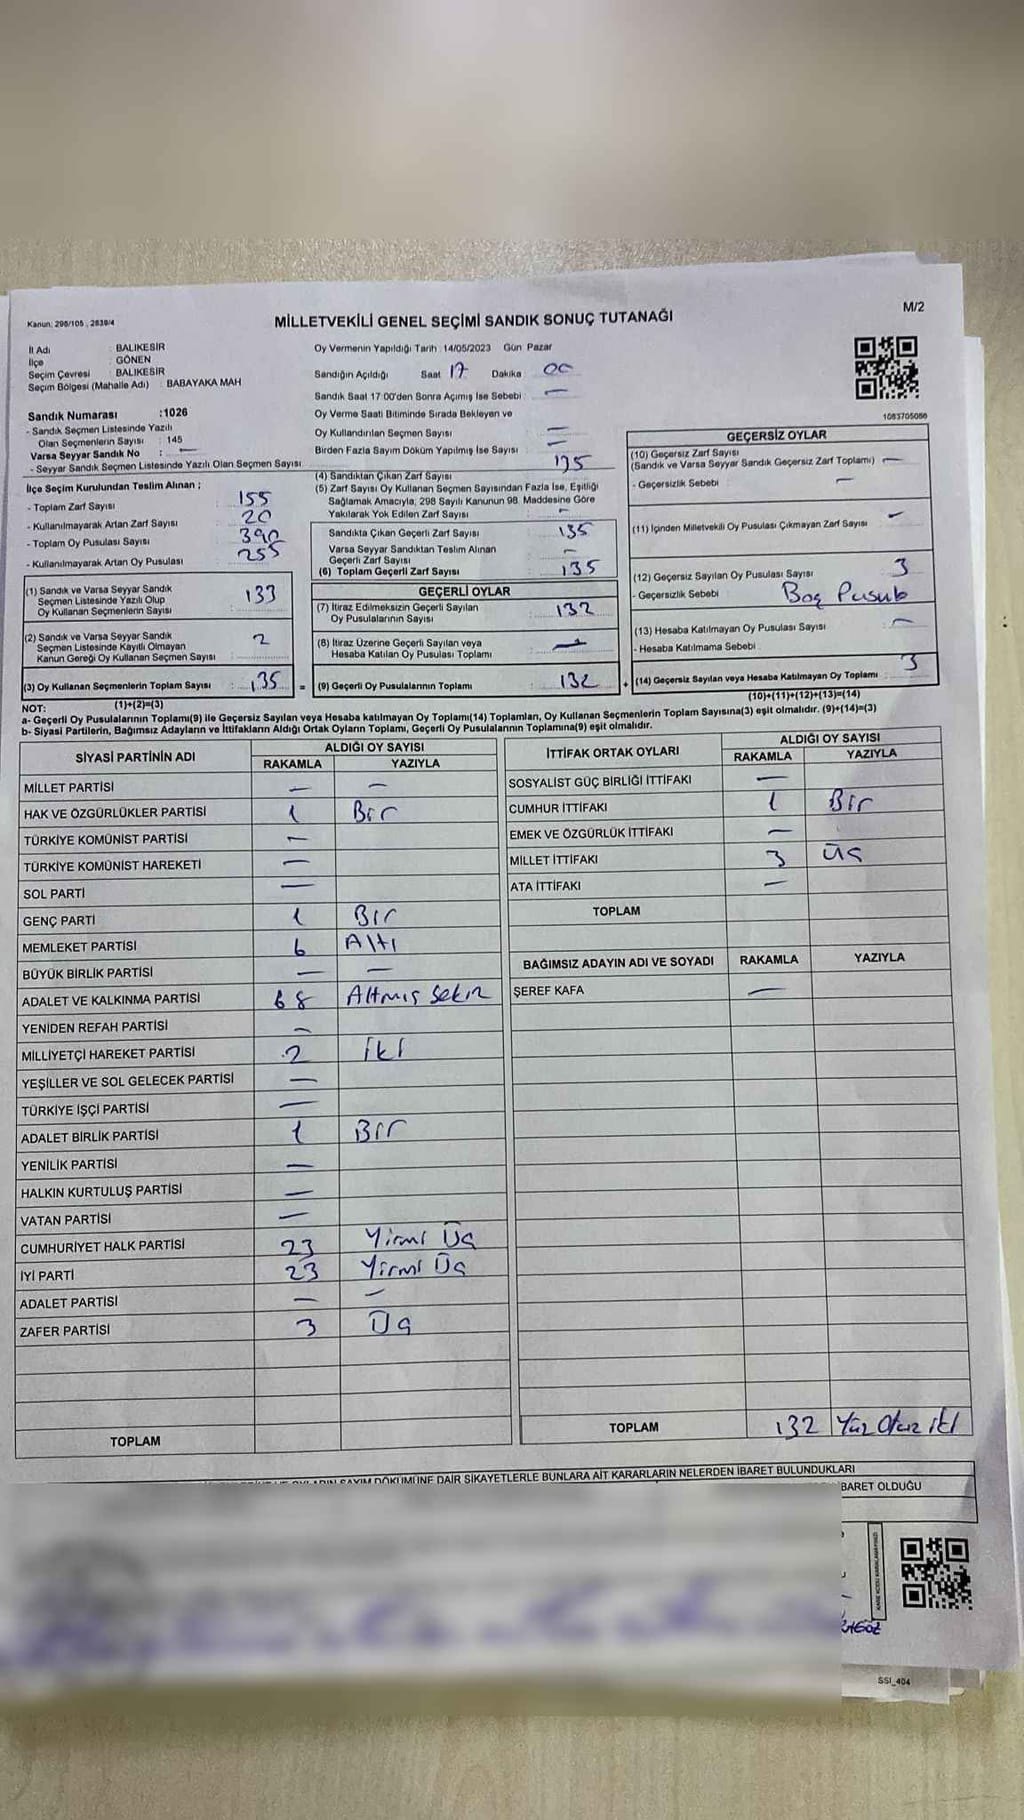 Kanun: 298/105 , 2839/4
MİLLETVEKİLİ GENEL SEÇİMİ SANDIK SONUÇ TUTANAĞI
M/2
İl Adı : BALIKESİR
İlçe : GÖNEN
Seçim Çevresi : BALIKESİR
Seçim Bölgesi (Mahalle Adı) : BABAYAKA MAH
Sandık Numarası :1026
- Sandık Seçmen Listesinde Yazılı
Olan Seçmenlerin Sayısı : 145
Varsa Seyyar Sandık No : —
- Seyyar Sandık Seçmen Listesinde Yazılı Olan Seçmen Sayısı
Oy Vermenin Yapıldığı Tarih : 14/05/2023 Gün Pazar
Sandığın Açıldığı Saat 17 Dakika 00
Sandık Saat 17:00'den Sonra Açımış İse Sebebi : —
Oy Verme Saati Bitiminde Sırada Bekleyen ve
Oy Kullandırılan Seçmen Sayısı : —
Birden Fazla Sayım Döküm Yapılmış İse Sayısı : —
1083705086
İlçe Seçim Kurulundan Teslim Alınan ;
- Toplam Zarf Sayısı : 155
- Kullanılmayarak Artan Zarf Sayısı : 20
- Toplam Oy Pusulası Sayısı : 390
- Kullanılmayarak Artan Oy Pusulası : 255
(1) Sandık ve Varsa Seyyar Sandık
Seçmen Listesinde Yazılı Olup
Oy Kullanan Seçmenlerin Sayısı : 133
(2) Sandık ve Varsa Seyyar Sandık
Seçmen Listesinde Kayıtlı Olmayan
Kanun Gereği Oy Kullanan Seçmen Sayısı : 2
(3) Oy Kullanan Seçmenlerin Toplam Sayısı : 135 =
(1)+(2)=(3)
(4) Sandıktan Çıkan Zarf Sayısı : 135
(5) Zarf Sayısı Oy Kullanan Seçmen Sayısından Fazla İse, Eşitliği
Sağlamak Amacıyla, 298 Sayılı Kanunun 98. Maddesine Göre
Yakılarak Yok Edilen Zarf Sayısı : —
Sandıkta Çıkan Geçerli Zarf Sayısı : 135
Varsa Seyyar Sandıktan Teslim Alınan
Geçerli Zarf Sayısı : —
(6) Toplam Geçerli Zarf Sayısı : 135
GEÇERLİ OYLAR
(7) İtiraz Edilmeksizin Geçerli Sayılan
Oy Pusulalarının Sayısı : 132
(8) İtiraz Üzerine Geçerli Sayılan veya
Hesaba Katılan Oy Pusulası Toplamı : —
(9) Geçerli Oy Pusulalarının Toplamı : 132 +
GEÇERSİZ OYLAR
(10) Geçersiz Zarf Sayısı
(Sandık ve Varsa Seyyar Sandık Geçersiz Zarf Toplamı) : —
- Geçersizlik Sebebi : —
(11) İçinden Milletvekili Oy Pusulası Çıkmayan Zarf Sayısı : —
(12) Geçersiz Sayılan Oy Pusulası Sayısı : 3
- Geçersizlik Sebebi : Boş Pusula
(13) Hesaba Katılmayan Oy Pusulası Sayısı : —
- Hesaba Katılmama Sebebi :
(14) Geçersiz Sayılan veya Hesaba Katılmayan Oy Toplamı : 3
(10)+(11)+(12)+(13)=(14)
NOT:
a- Geçerli Oy Pusulalarının Toplamı(9) ile Geçersiz Sayılan veya Hesaba katılmayan Oy Toplamı(14) Toplamları, Oy Kullanan Seçmenlerin Toplam Sayısına(3) eşit olmalıdır. (9)+(14)=(3)
b- Siyasi Partilerin, Bağımsız Adayların ve İttifakların Aldığı Ortak Oyların Toplamı, Geçerli Oy Pusulalarının Toplamına(9) eşit olmalıdır.
SİYASİ PARTİNİN ADI ALDIĞI OY SAYISI
RAKAMLA YAZIYLA
MİLLET PARTİSİ — —
HAK VE ÖZGÜRLÜKLER PARTİSİ 1 Bir
TÜRKİYE KOMÜNİST PARTİSİ —
TÜRKİYE KOMÜNİST HAREKETİ —
SOL PARTİ —
GENÇ PARTİ 1 Bir
MEMLEKET PARTİSİ 6 Altı
BÜYÜK BİRLİK PARTİSİ — —
ADALET VE KALKINMA PARTİSİ 68 Altmış Sekiz
YENİDEN REFAH PARTİSİ —
MİLLİYETÇİ HAREKET PARTİSİ 2 İki
YEŞİLLER VE SOL GELECEK PARTİSİ —
TÜRKİYE İŞÇİ PARTİSİ —
ADALET BİRLİK PARTİSİ 1 Bir
YENİLİK PARTİSİ —
HALKIN KURTULUŞ PARTİSİ —
VATAN PARTİSİ —
CUMHURİYET HALK PARTİSİ 23 Yirmi Üç
İYİ PARTİ 23 Yirmi Üç
ADALET PARTİSİ — —
ZAFER PARTİSİ 3 Üç
TOPLAM
İTTİFAK ORTAK OYLARI ALDIĞI OY SAYISI
RAKAMLA YAZIYLA
SOSYALİST GÜÇ BİRLİĞİ İTTİFAKI —
CUMHUR İTTİFAKI 1 Bir
EMEK VE ÖZGÜRLÜK İTTİFAKI —
MİLLET İTTİFAKI 3 Üç
ATA İTTİFAKI —
TOPLAM
BAĞIMSIZ ADAYIN ADI VE SOYADI RAKAMLA YAZIYLA
ŞEREF KAFA —
TOPLAM 132 Yüz Otuz iki
SAYIM DÖKÜMÜNE DAİR ŞİKAYETLERLE BUNLARA AİT KARARLARIN NELERDEN İBARET BULUNDUKLARI
BARET OLDUĞU
SSI_404